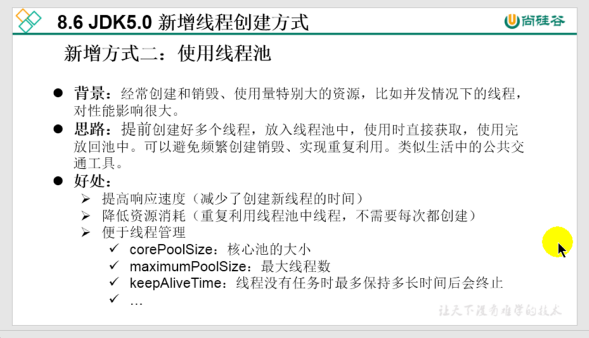 8.6 JDK5.0 新增线程创建方式
尚硅谷
新增方式二：使用线程池
● 背景：经常创建和销毁、使用量特别大的资源，比如并发情况下的线程，
对性能影响很大。
● 思路：提前创建好多个线程，放入线程池中，使用时直接获取，使用完
放回池中。可以避免频繁创建销毁、实现重复利用。类似生活中的公共交
通工具。
● 好处：
➢ 提高响应速度（减少了创建新线程的时间）
➢ 降低资源消耗（重复利用线程池中线程，不需要每次都创建）
➢ 便于线程管理
✓ corePoolSize：核心池的大小
✓ maximumPoolSize：最大线程数
✓ keepAliveTime：线程没有任务时最多保持多长时间后会终止
✓ …
让天下没有难学的技术